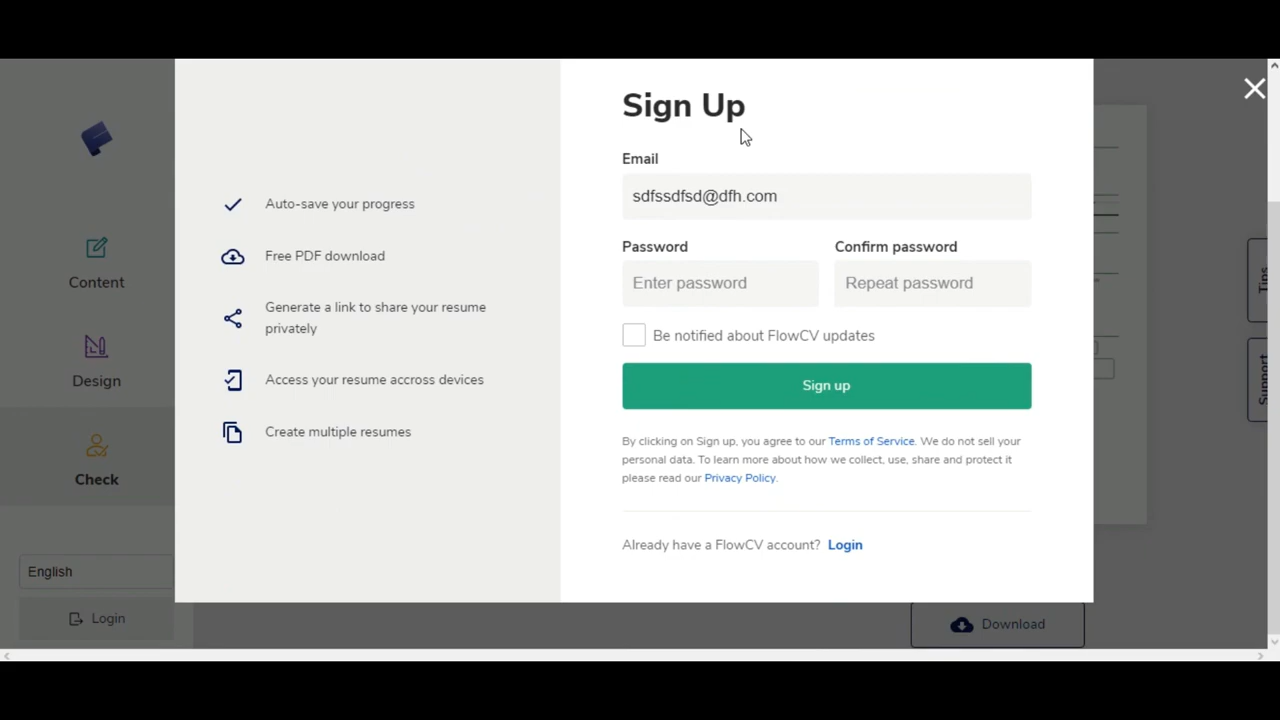 Content
Design
Check
English
Login
Auto-save your progress
Free PDF download
Generate a link to share your resume
privately
Access your resume accross devices
Create multiple resumes
Sign Up
Email
sdfssdfsd@dfh.com
Password
Confirm password
Enter password
Repeat password
Be notified about FlowCV updates
Sign up
By clicking on Sign up, you agree to our Terms of Service. We do not sell your
personal data. To learn more about how we collect, use, share and protect it
please read our Privacy Policy.
Already have a FlowCV account? Login
Download
Tips
Support